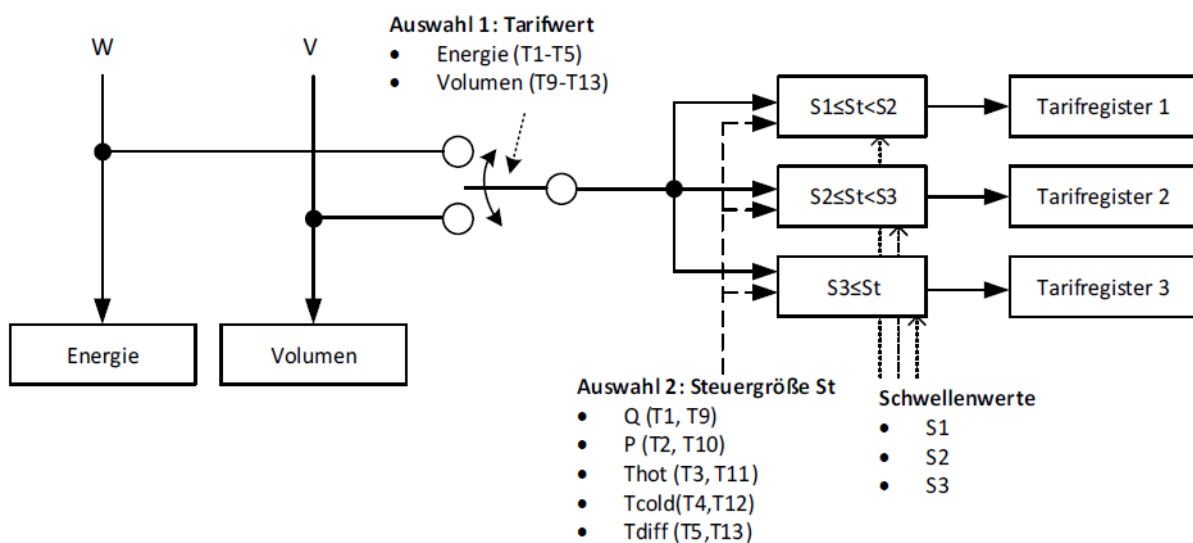 Auswahl 1: Tarifwert
W
V
• Energie (T1-T5)
• Volumen (T9-T13)
S1≤St<S2
Tarifregister 1
S2≤St<S3
Tarifregister 2
S3≤St
Tarifregister 3
Energie
Volumen
Auswahl 2: Steuergröße St
• Q (T1, T9)
• P (T2, T10)
• Thot (T3, T11)
• Tcold(T4,T12)
• Tdiff (T5,T13)
Schwellenwerte
• S1
• S2
• S3